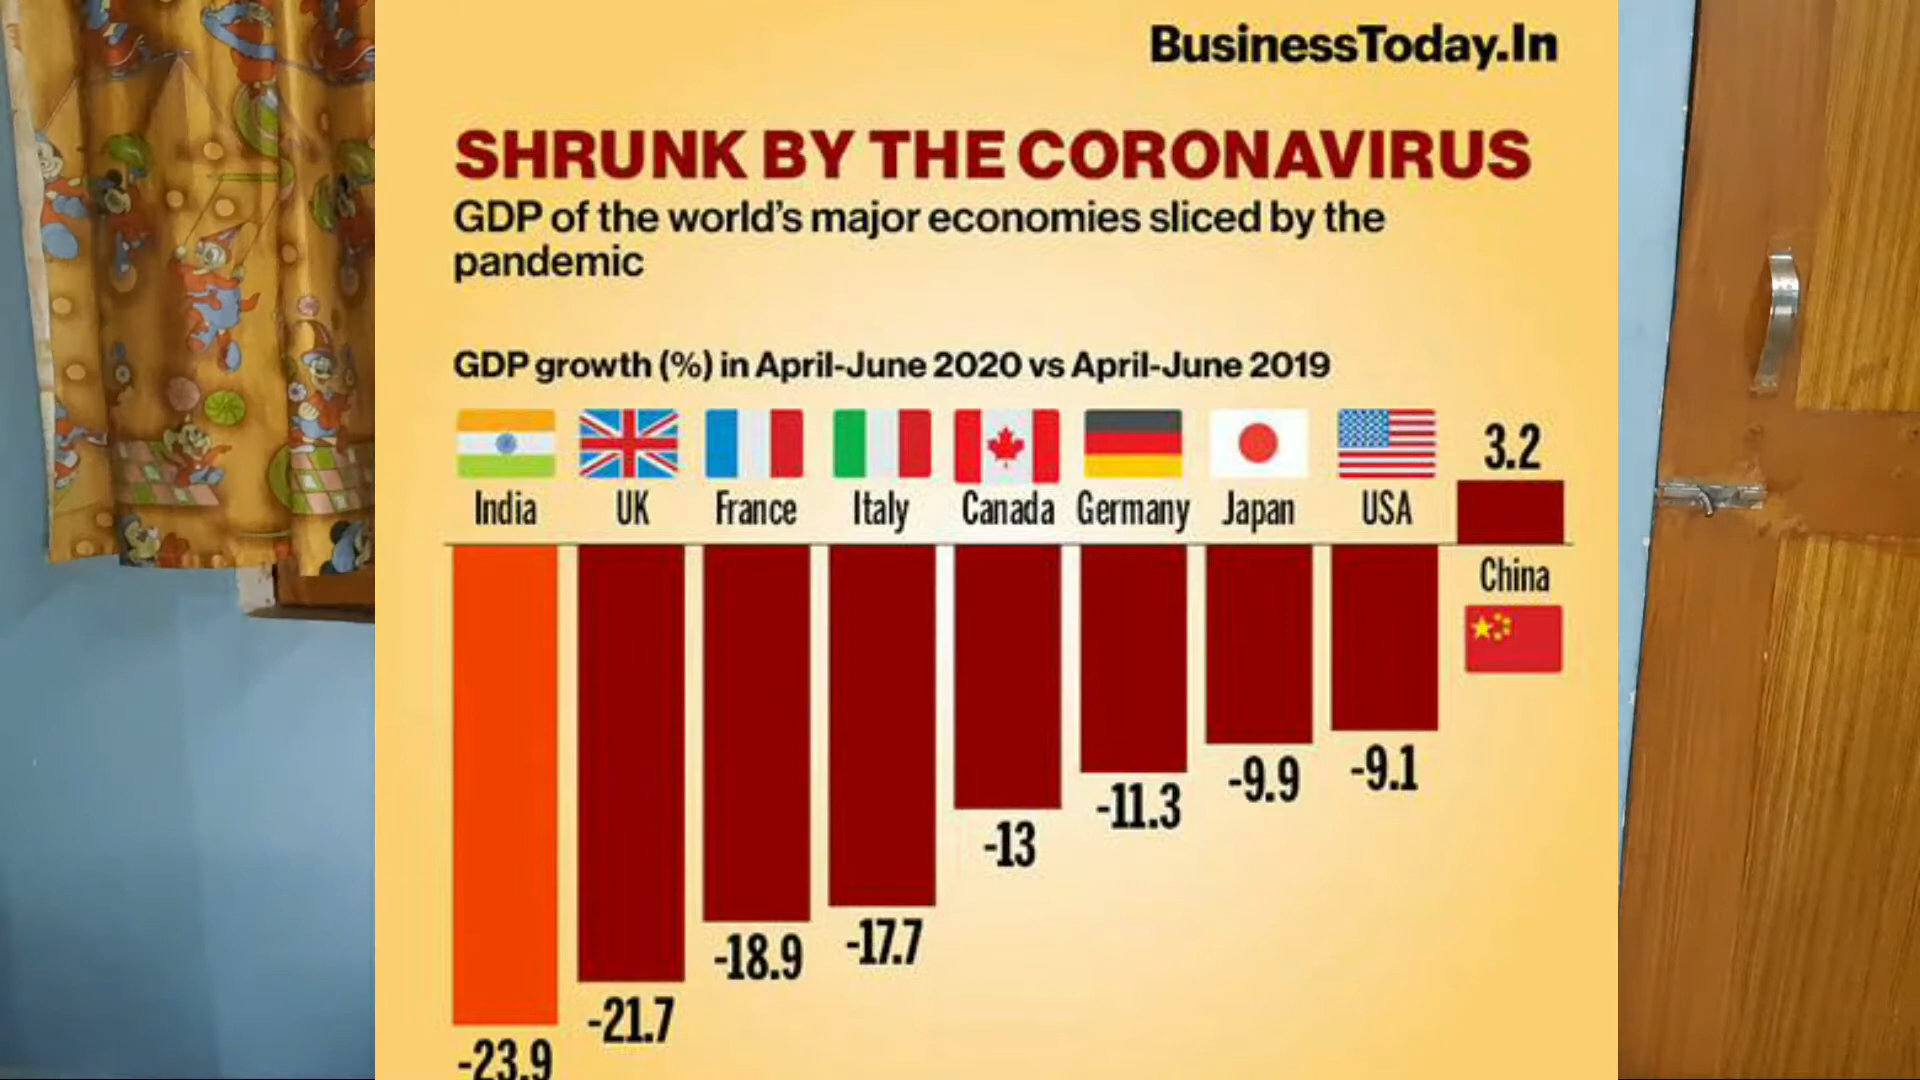 BusinessToday.In
SHRUNK BY THE CORONAVIRUS
GDP of the world's major economies sliced by the
pandemic
GDP growth (%) in April-June 2020 vs April-June 2019
3.2
India UK France Italy Canada Germany Japan USA
China
-9.1
-9.9
-11.3
-13
-17.7
-18.9
-21.7
-23.9